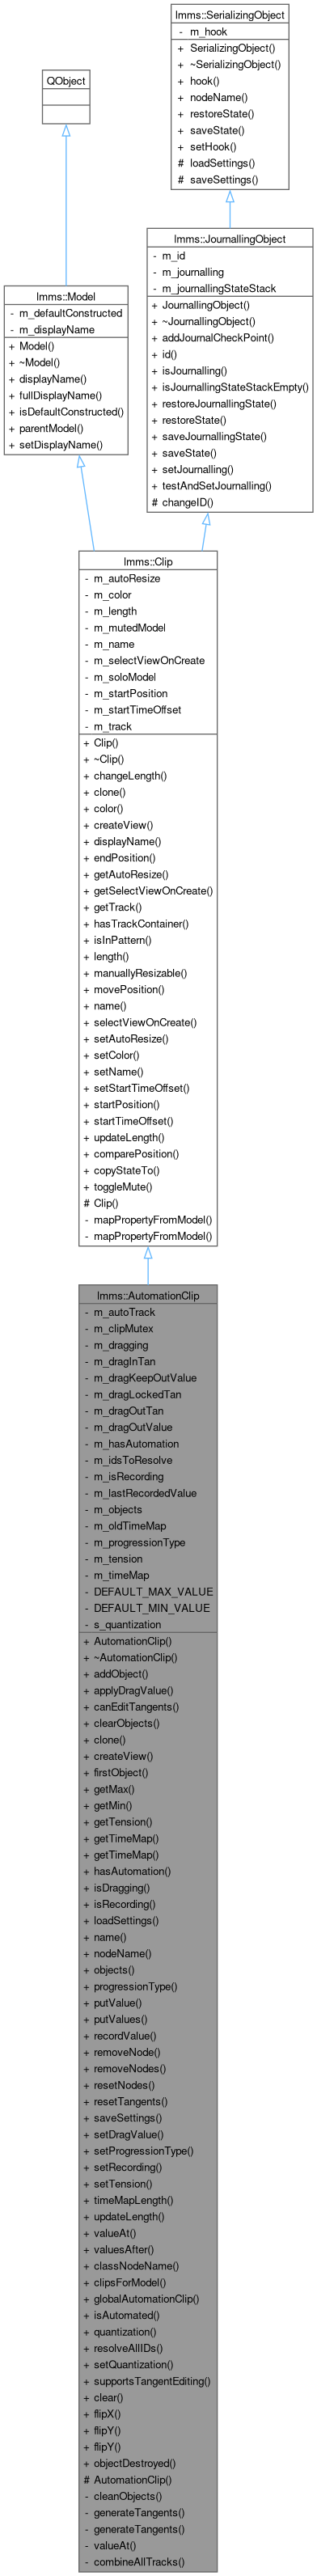 lmms::SerializingObject
- m_hook
+ SerializingObject()
+ ~SerializingObject()
+ hook()
+ nodeName()
+ restoreState()
+ saveState()
+ setHook()
# loadSettings()
# saveSettings()
QObject
lmms::JournallingObject
- m_id
- m_journalling
- m_journallingStateStack
+ JournallingObject()
+ ~JournallingObject()
+ addJournalCheckPoint()
+ id()
+ isJournalling()
+ isJournallingStateStackEmpty()
+ restoreJournallingState()
+ restoreState()
+ saveJournallingState()
+ saveState()
+ setJournalling()
+ testAndSetJournalling()
# changeID()
lmms::Model
- m_defaultConstructed
- m_displayName
+ Model()
+ ~Model()
+ displayName()
+ fullDisplayName()
+ isDefaultConstructed()
+ parentModel()
+ setDisplayName()
lmms::Clip
- m_autoResize
- m_color
- m_length
- m_mutedModel
- m_name
- m_selectViewOnCreate
- m_soloModel
- m_startPosition
- m_startTimeOffset
- m_track
+ Clip()
+ ~Clip()
+ changeLength()
+ clone()
+ color()
+ createView()
+ displayName()
+ endPosition()
+ getAutoResize()
+ getSelectViewOnCreate()
+ getTrack()
+ hasTrackContainer()
+ isInPattern()
+ length()
+ manuallyResizable()
+ movePosition()
+ name()
+ selectViewOnCreate()
+ setAutoResize()
+ setColor()
+ setName()
+ setStartTimeOffset()
+ startPosition()
+ startTimeOffset()
+ updateLength()
+ comparePosition()
+ copyStateTo()
+ toggleMute()
# Clip()
- mapPropertyFromModel()
- mapPropertyFromModel()
lmms::AutomationClip
- m_autoTrack
- m_clipMutex
- m_dragging
- m_dragInTan
- m_dragKeepOutValue
- m_dragLockedTan
- m_dragOutTan
- m_dragOutValue
- m_hasAutomation
- m_idsToResolve
- m_isRecording
- m_lastRecordedValue
- m_objects
- m_oldTimeMap
- m_progressionType
- m_tension
- m_timeMap
- DEFAULT_MAX_VALUE
- DEFAULT_MIN_VALUE
- s_quantization
+ AutomationClip()
+ ~AutomationClip()
+ addObject()
+ applyDragValue()
+ canEditTangents()
+ clearObjects()
+ clone()
+ createView()
+ firstObject()
+ getMax()
+ getMin()
+ getTension()
+ getTimeMap()
+ getTimeMap()
+ hasAutomation()
+ isDragging()
+ isRecording()
+ loadSettings()
+ name()
+ nodeName()
+ objects()
+ progressionType()
+ putValue()
+ putValues()
+ recordValue()
+ removeNode()
+ removeNodes()
+ resetNodes()
+ resetTangents()
+ saveSettings()
+ setDragValue()
+ setProgressionType()
+ setRecording()
+ setTension()
+ timeMapLength()
+ updateLength()
+ valueAt()
+ valuesAfter()
+ classNodeName()
+ clipsForModel()
+ globalAutomationClip()
+ isAutomated()
+ quantization()
+ resolveAllIDs()
+ setQuantization()
+ supportsTangentEditing()
+ clear()
+ flipX()
+ flipY()
+ flipY()
+ objectDestroyed()
# AutomationClip()
- cleanObjects()
- generateTangents()
- generateTangents()
- valueAt()
- combineAllTracks()